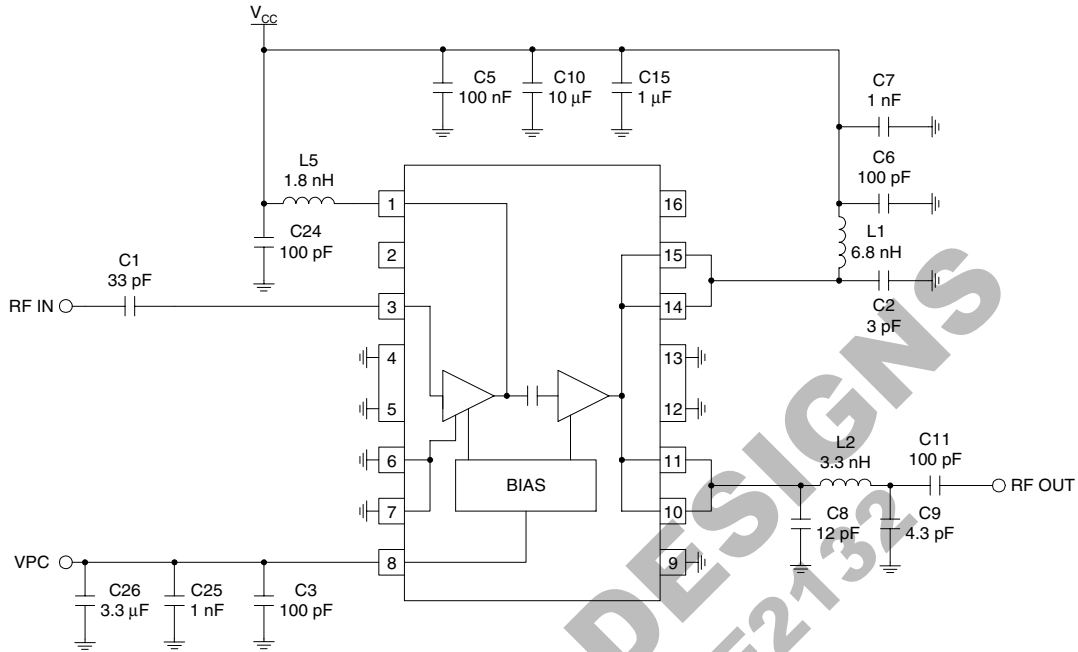 VCC
C5
100 nF
C10
10 µF
C15
1 µF
C7
1 nF
L5
1.8 nH
C6
100 pF
C24
100 pF
L1
6.8 nH
C1
33 pF
C2
3 pF
RF IN
1
2
3
4
5
6
7
8
16
15
14
13
12
11
10
9
BIAS
L2
3.3 nH
C11
100 pF
RF OUT
C8
12 pF
C9
4.3 pF
VPC
C26
3.3 µF
C25
1 nF
C3
100 pF
DESIGNS
2132